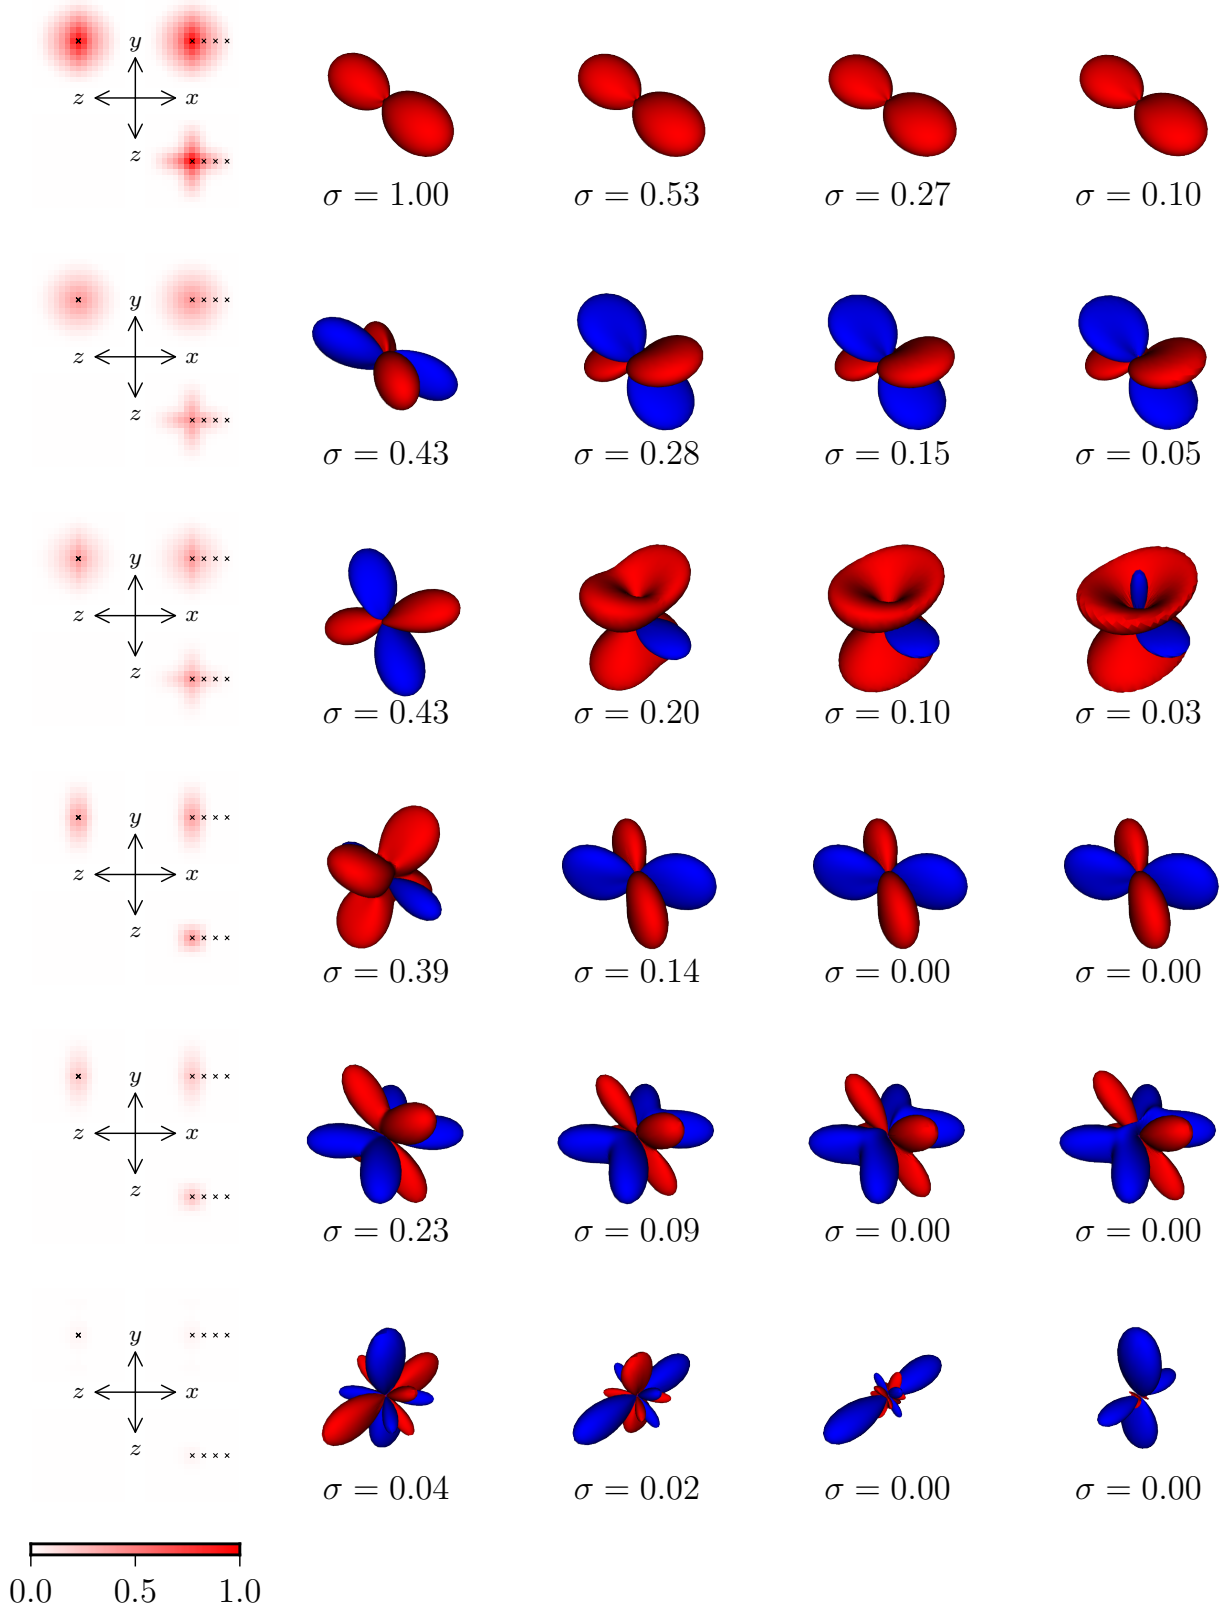 y
z x
z
σ = 1.00 σ = 0.53 σ = 0.27 σ = 0.10
y
z x
z
σ = 0.43 σ = 0.28 σ = 0.15 σ = 0.05
y
z x
z
σ = 0.43 σ = 0.20 σ = 0.10 σ = 0.03
y
z x
z
σ = 0.39 σ = 0.14 σ = 0.00 σ = 0.00
y
z x
z
σ = 0.23 σ = 0.09 σ = 0.00 σ = 0.00
y
z x
z
σ = 0.04 σ = 0.02 σ = 0.00 σ = 0.00
0.0 0.5 1.0